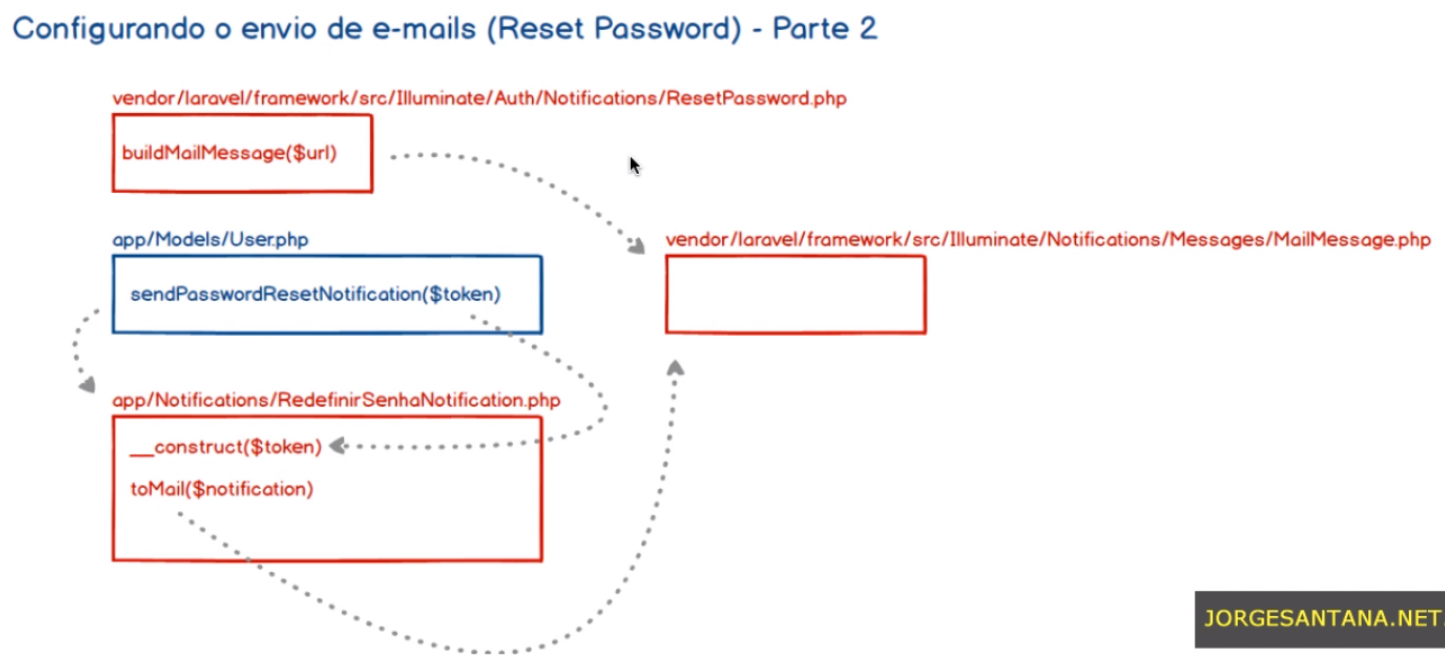 Configurando o envio de e-mails (Reset Password) - Parte 2
vendor/laravel/framework/src/Illuminate/Auth/Notifications/ResetPassword.php
buildMailMessage($url)
app/Models/User.php
sendPasswordResetNotification($token)
vendor/laravel/framework/src/Illuminate/Notifications/Messages/MailMessage.php
app/Notifications/RedefinirSenhaNotification.php
__construct($token)
toMail($notification)
JORGESANTANA.NET.